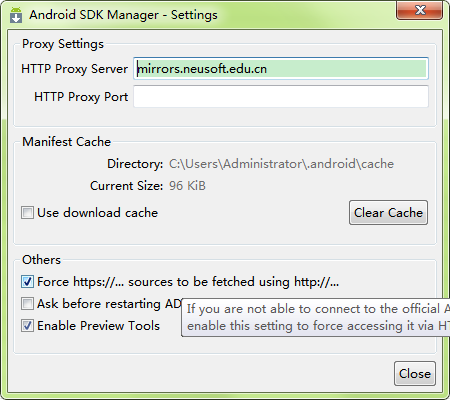 Android SDK Manager - Settings
Proxy Settings
HTTP Proxy Server mirrors.neusoft.edu.cn
HTTP Proxy Port
Manifest Cache
Directory: C:\Users\Administrator\.android\cache
Current Size: 96 KiB
Use download cache Clear Cache
Others
Force https://... sources to be fetched using http://...
Ask before restarting AD
If you are not able to connect to the official A
Enable Preview Tools
enable this setting to force accessing it via HT
Close